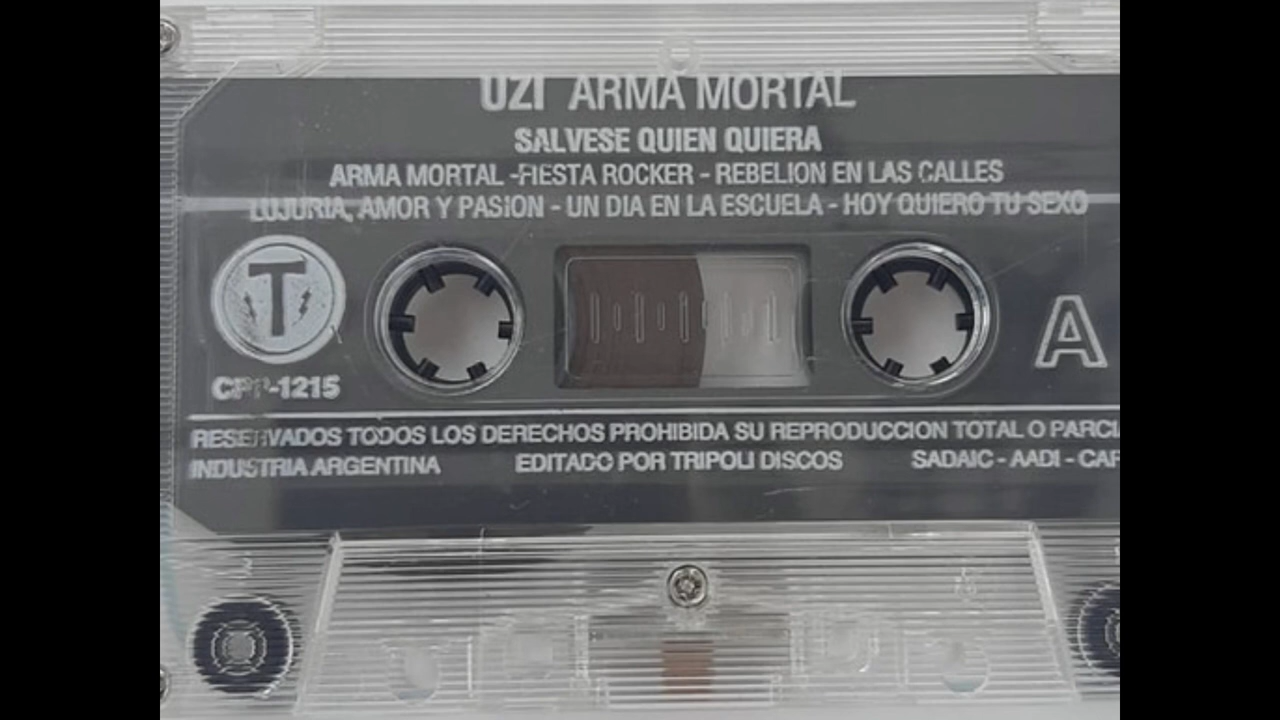 UZI ARMA MORTAL
SALVESE QUIEN QUIERA
ARMA MORTAL -FIESTA ROCKER - REBELION EN LAS CALLES
LUJURIA, AMOR Y PASION - UN DIA EN LA ESCUELA - HOY QUIERO TU SEXO
T
A
-1215
RESERVADOS TODOS LOS DERECHOS PROHIBIDA SU REPRODUCCION TOTAL O PARCI
INDUSTRIA ARGENTINA EDITADO POR TRIPOLI DISCOS SADAIC - AADI - CAP